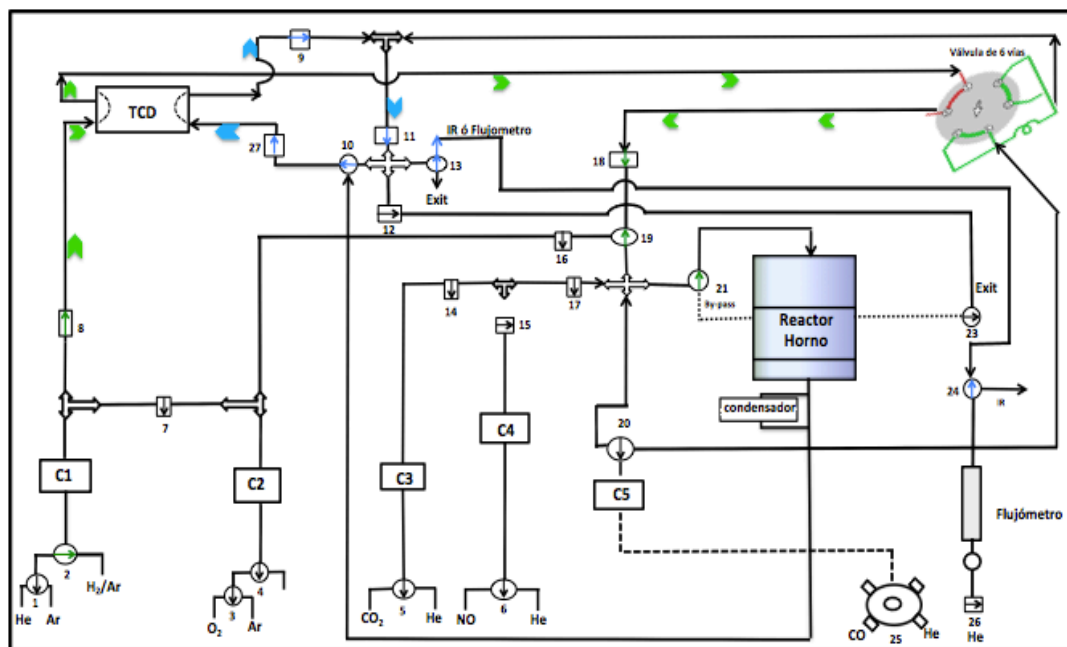 Válvula de 6 vías
9
TCD
IR ó Flujometro
10
11
27
13
18
Exit
12
19
16
21
14
17
By-pass
Exit
15
Reactor
Horno
23
8
24
IR
7
condensador
20
C4
C1
C2
C3
C5
Flujómetro
2
H2/Ar
4
1
3
5
6
He
Ar
O2
Ar
CO2
He
NO
He
CO
25
He
26
He